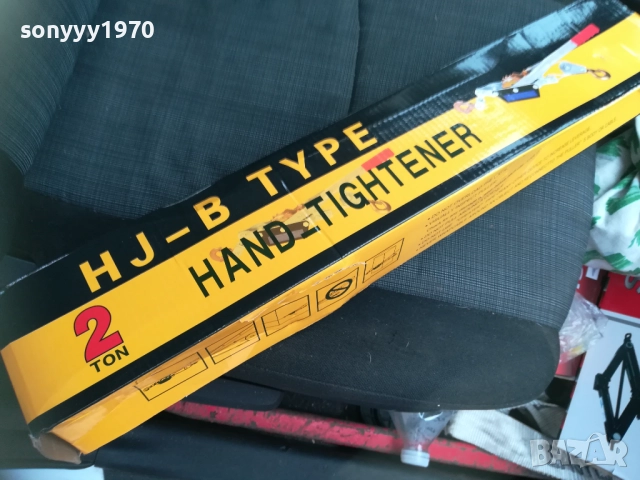 sonyyy1970
HJ-B TYPE
HAND-TIGHTENER
2
TON
BAZAR